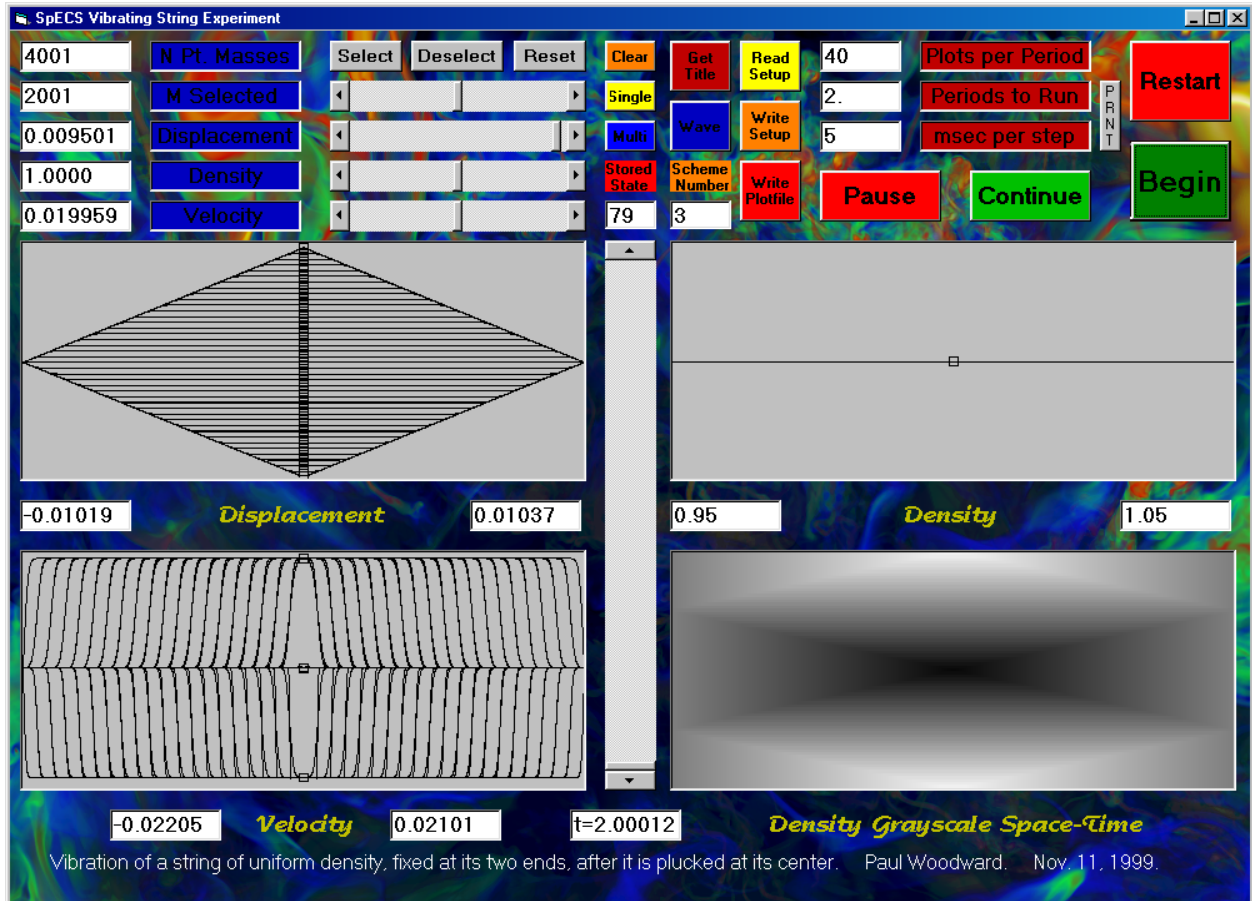 SpECS Vibrating String Experiment
4001 N Pt. Masses Select Deselect Reset Clear Get Title Read Setup 40 Plots per Period Restart
2001 M Selected Single 2. Periods to Run PRNT
0.009501 Displacement Multi Wave Write Setup 5 msec per step
1.0000 Density Stored State Scheme Number Write Plotfile Pause Continue Begin
0.019959 Velocity 79 3
-0.01019 Displacement 0.01037 0.95 Density 1.05
-0.02205 Velocity 0.02101 t=2.00012 Density Grayscale Space-Time
Vibration of a string of uniform density, fixed at its two ends, after it is plucked at its center. Paul Woodward. Nov. 11, 1999.